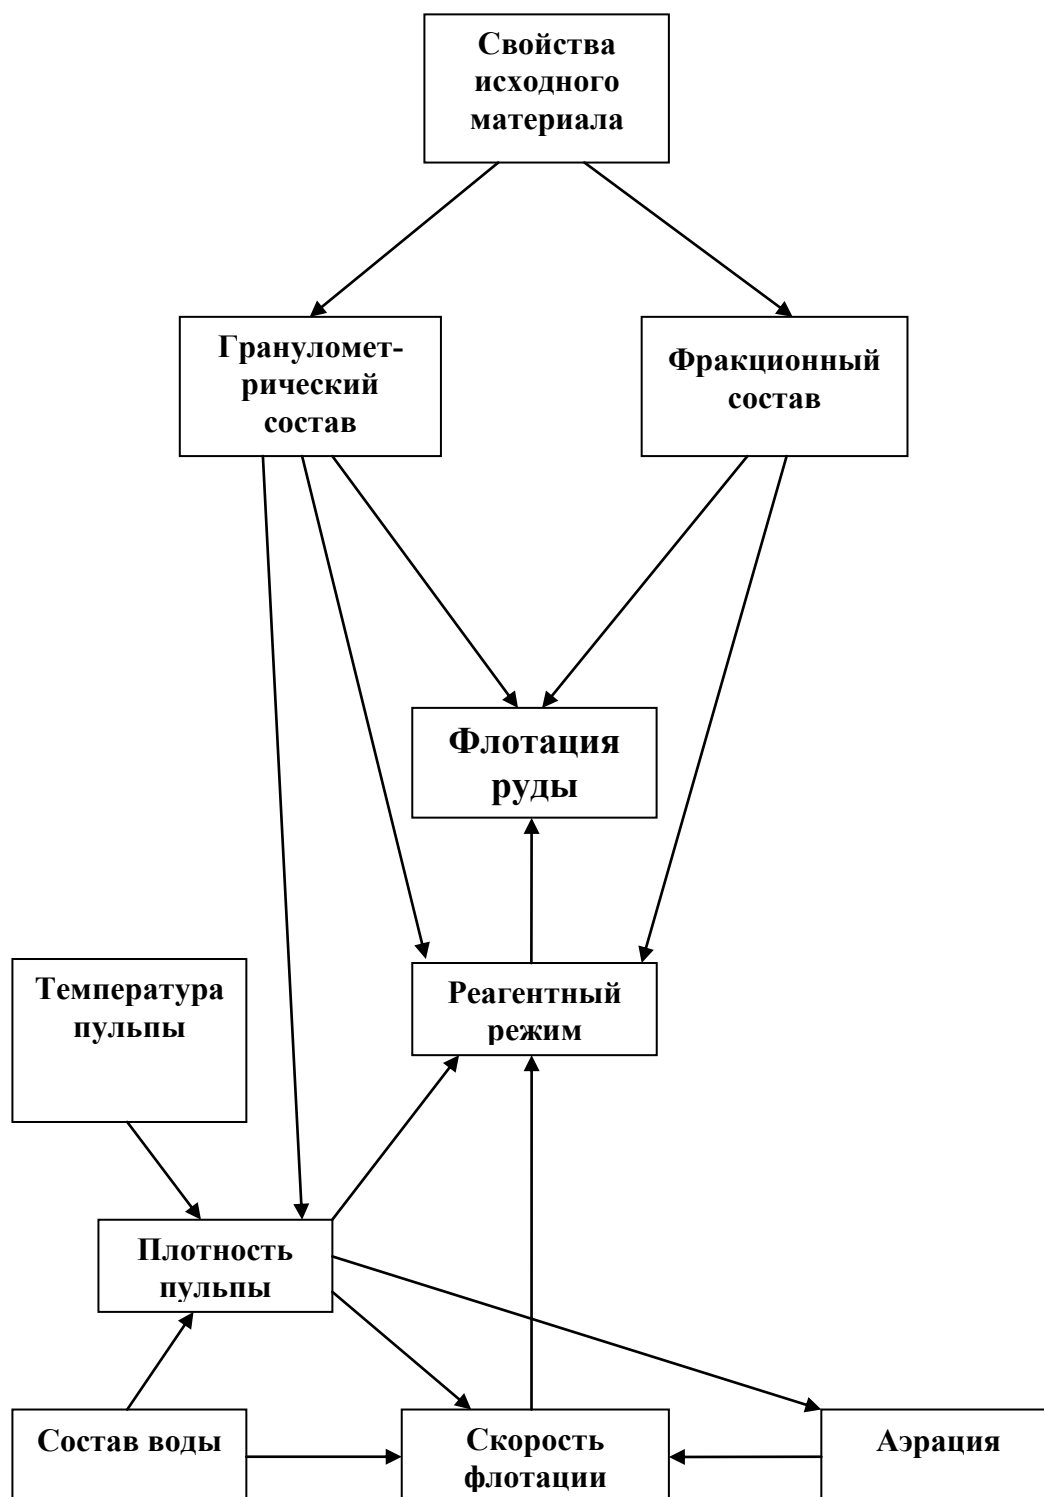 Свойства
исходного
материала
Грануломет-
рический
состав
Фракционный
состав
Флотация
руды
Температура
пульпы
Реагентный
режим
Плотность
пульпы
Состав воды
Скорость
флотации
Аэрация